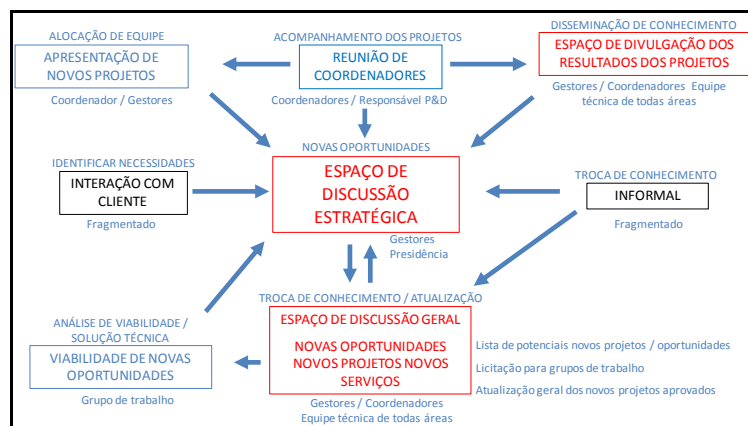 ALOCAÇÃO DE EQUIPE
APRESENTAÇÃO DE
NOVOS PROJETOS
Coordenador / Gestores
ACOMPANHAMENTO DOS PROJETOS
REUNIÃO DE
COORDENADORES
Coordenadores / Responsável P&D
DISSEMINAÇÃO DE CONHECIMENTO
ESPAÇO DE DIVULGAÇÃO DOS
RESULTADOS DOS PROJETOS
Gestores / Coordenadores Equipe
técnica de todas áreas
IDENTIFICAR NECESSIDADES
INTERAÇÃO COM
CLIENTE
Fragmentado
NOVAS OPORTUNIDADES
ESPAÇO DE
DISCUSSÃO
ESTRATÉGICA
Gestores
Presidência
TROCA DE CONHECIMENTO
INFORMAL
Fragmentado
ANÁLISE DE VIABILIDADE /
SOLUÇÃO TÉCNICA
VIABILIDADE DE NOVAS
OPORTUNIDADES
Grupo de trabalho
TROCA DE CONHECIMENTO / ATUALIZAÇÃO
ESPAÇO DE DISCUSSÃO GERAL
NOVAS OPORTUNIDADES
NOVOS PROJETOS NOVOS
SERVIÇOS
Gestores / Coordenadores
Equipe técnica de todas áreas
Lista de potenciais novos projetos / oportunidades
Licitação para grupos de trabalho
Atualização geral dos novos projetos aprovados